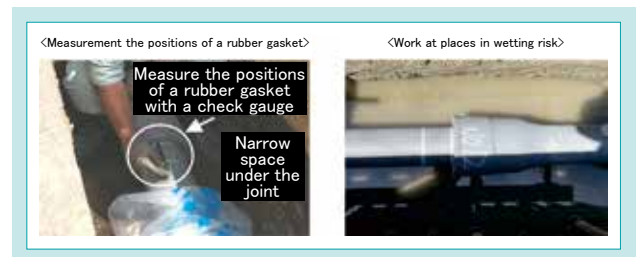 <Measurement the positions of a rubber gasket>
<Work at places in wetting risk>
Measure the positions
of a rubber gasket
with a check gauge
Narrow
space
under the
joint